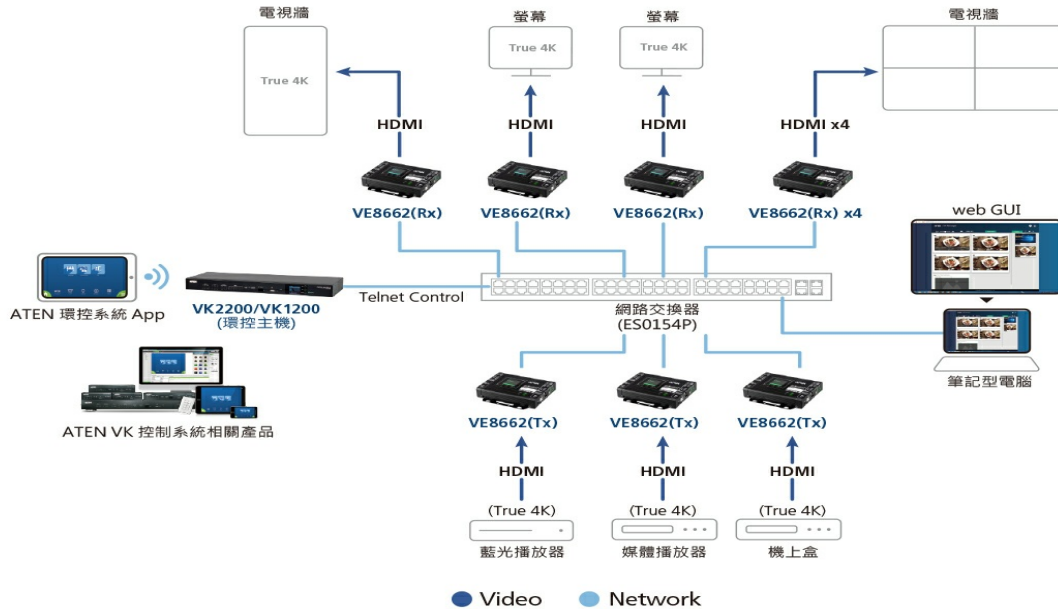 電視牆
螢幕
螢幕
電視牆
True 4K
True 4K
True 4K
HDMI
HDMI
HDMI
HDMI x4
VE8662(Rx)
VE8662(Rx)
VE8662(Rx)
VE8662(Rx) x4
web GUI
ATEN 環控系統 App
VK2200/VK1200
(環控主機)
Telnet Control
網路交換器
(ES0154P)
筆記型電腦
ATEN VK 控制系統相關產品
VE8662(Tx)
VE8662(Tx)
VE8662(Tx)
HDMI
HDMI
HDMI
(True 4K)
(True 4K)
(True 4K)
藍光播放器
媒體播放器
機上盒
Video
Network